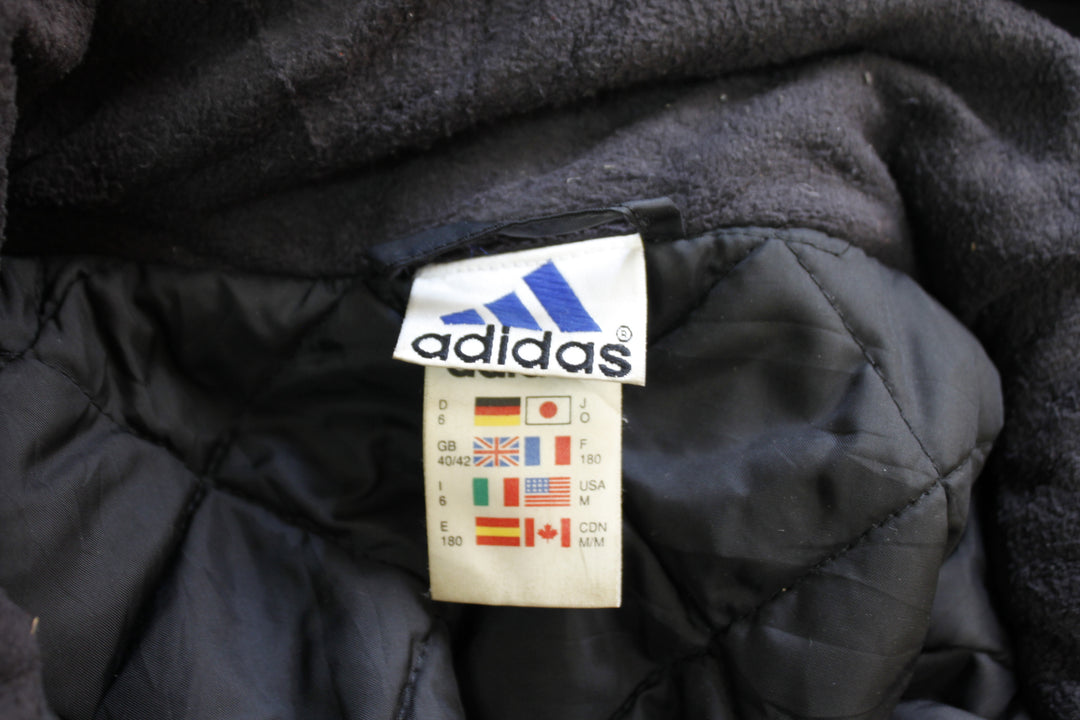 adidas®
D J
6 O
GB F
40/42 180
I USA
6 M
E CDN
180 M/M